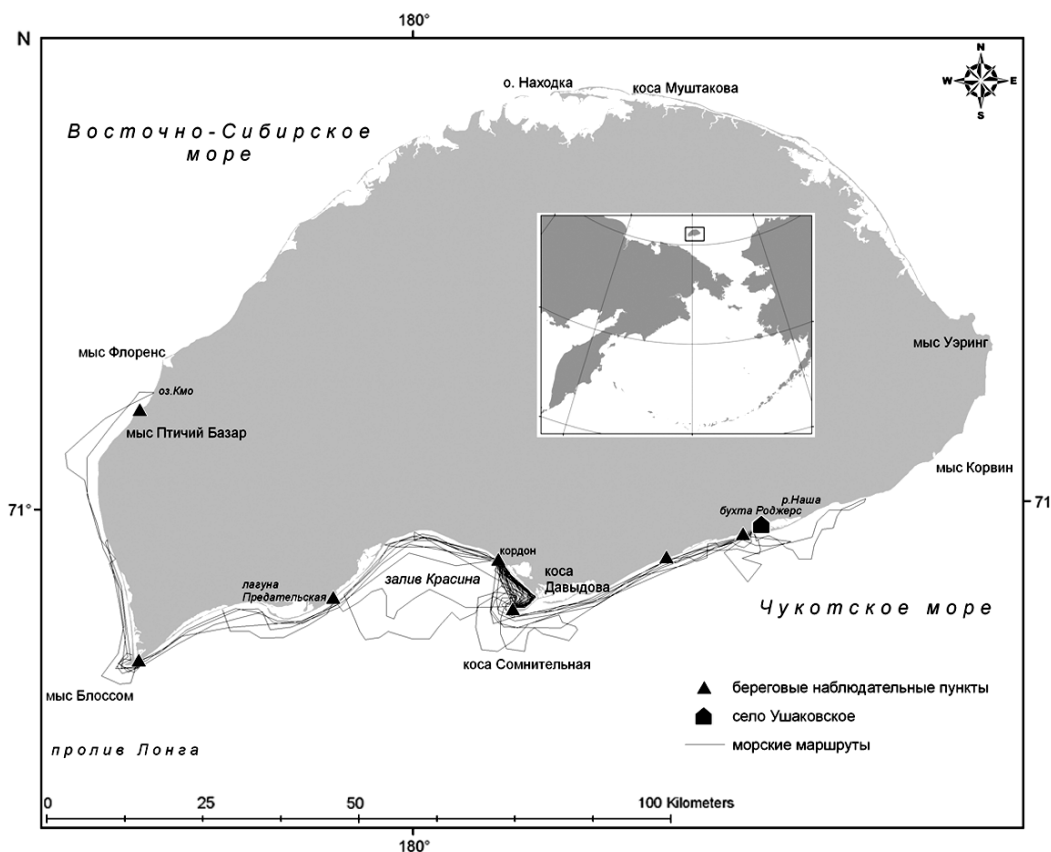 180°
N
N
W E
S
о. Находка
коса Муштакова
Восточно-Сибирское
море
мыс Уэринг
мыс Флоренс
оз.Кмо
мыс Птичий Базар
мыс Корвин
71°
71
р.Наша
бухта Роджерс
кордон
коса
Давыдова
залив Красина
лагуна
Предательская
Чукотское море
коса Сомнительная
мыс Блоссом
береговые наблюдательные пункты
село Ушаковское
морские маршруты
пролив Лонга
0 25 50 100 Kilometers
180°